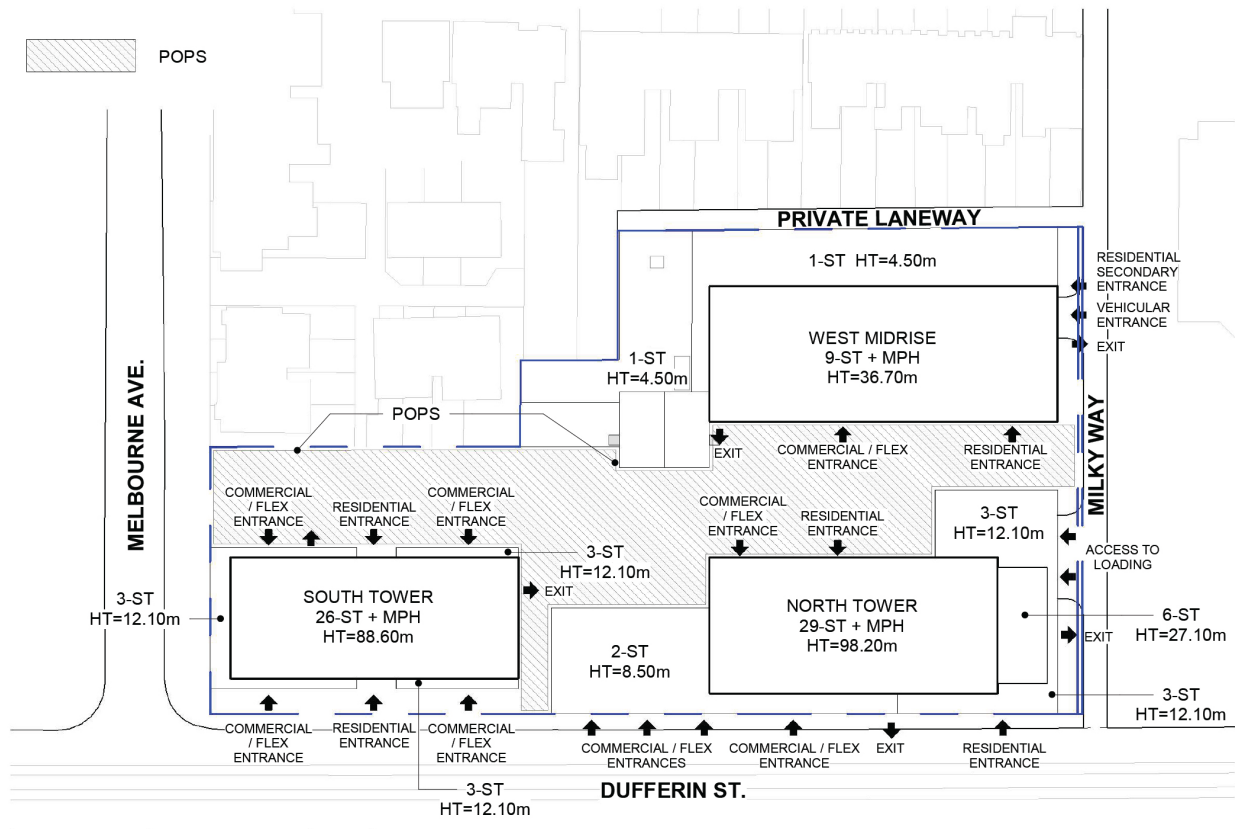 POPS
PRIVATE LANEWAY
1-ST HT=4.50m
RESIDENTIAL
SECONDARY
ENTRANCE
VEHICULAR
ENTRANCE
EXIT
WEST MIDRISE
9-ST + MPH
HT=36.70m
1-ST
HT=4.50m
MELBOURNE AVE.
MILKY WAY
POPS
EXIT
COMMERCIAL / FLEX
ENTRANCE
RESIDENTIAL
ENTRANCE
COMMERCIAL
/ FLEX
ENTRANCE
RESIDENTIAL
ENTRANCE
COMMERCIAL
/ FLEX
ENTRANCE
COMMERCIAL
/ FLEX
ENTRANCE
RESIDENTIAL
ENTRANCE
3-ST
HT=12.10m
3-ST
HT=12.10m
ACCESS TO
LOADING
3-ST
HT=12.10m
SOUTH TOWER
26-ST + MPH
HT=88.60m
EXIT
NORTH TOWER
29-ST + MPH
HT=98.20m
6-ST
HT=27.10m
EXIT
2-ST
HT=8.50m
3-ST
HT=12.10m
COMMERCIAL
/ FLEX
ENTRANCE
RESIDENTIAL
ENTRANCE
COMMERCIAL
/ FLEX
ENTRANCE
COMMERCIAL / FLEX
ENTRANCES
COMMERCIAL / FLEX
ENTRANCE
EXIT
RESIDENTIAL
ENTRANCE
3-ST
HT=12.10m
DUFFERIN ST.